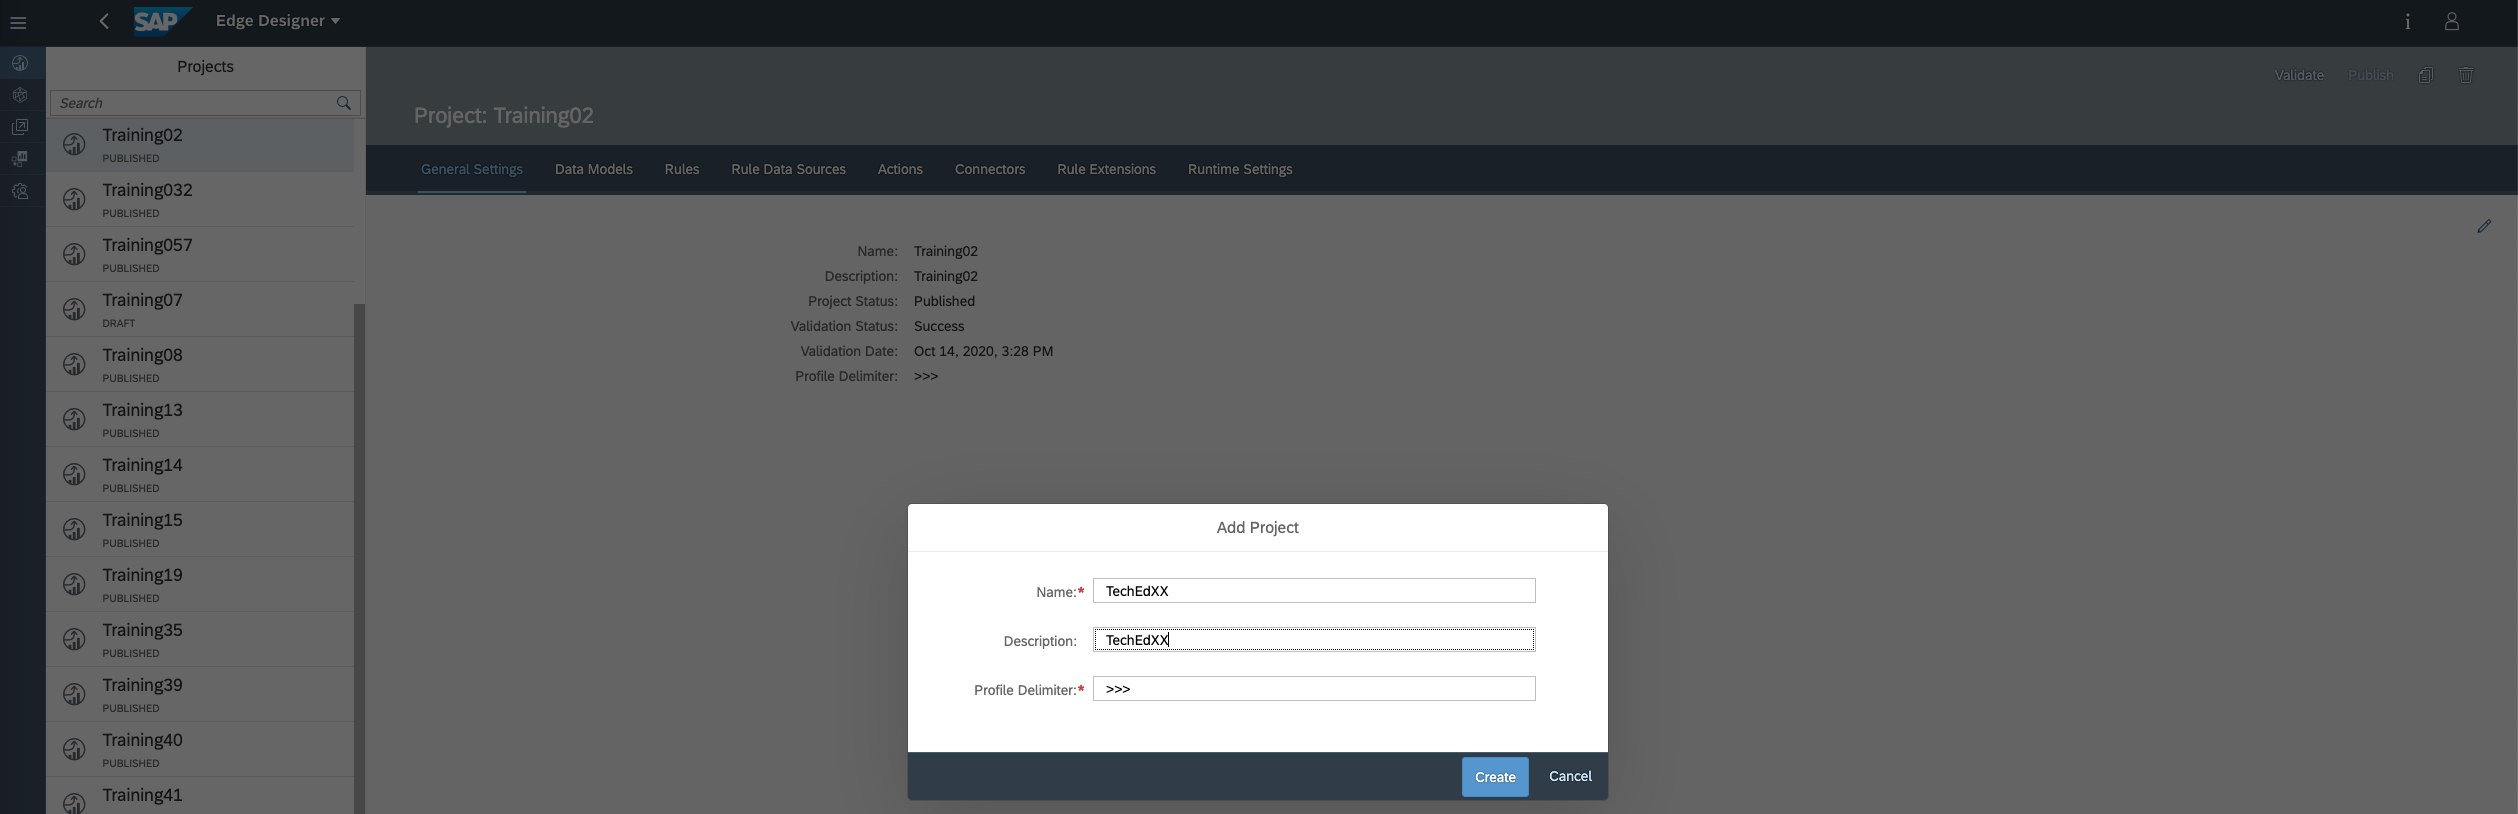 SAP Edge Designer
Projects
Search
Training02
PUBLISHED
Training032
PUBLISHED
Training057
PUBLISHED
Training07
DRAFT
Training08
PUBLISHED
Training13
PUBLISHED
Training14
PUBLISHED
Training15
PUBLISHED
Training19
PUBLISHED
Training35
PUBLISHED
Training39
PUBLISHED
Training40
PUBLISHED
Training41
Validate Publish
Project: Training02
General Settings Data Models Rules Rule Data Sources Actions Connectors Rule Extensions Runtime Settings
Name: Training02
Description: Training02
Project Status: Published
Validation Status: Success
Validation Date: Oct 14, 2020, 3:28 PM
Profile Delimiter: >>>
Add Project
Name:* TechEdXX
Description: TechEdXX
Profile Delimiter:* >>>
Create Cancel